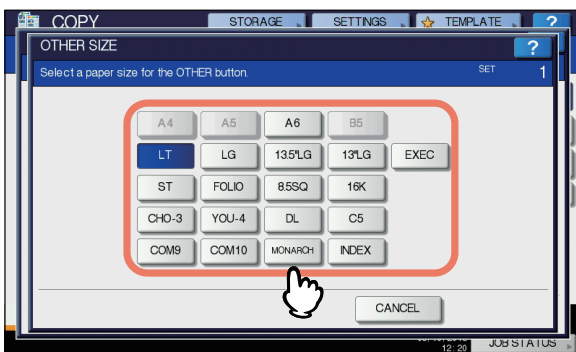 COPY STORAGE SETTINGS TEMPLATE ?
OTHER SIZE ?
Select a paper size for the OTHER button. SET 1
A4 A5 A6 B5
LT LG 13.5"LG 13"LG EXEC
ST FOLIO 8.5SQ 16K
CHO-3 YOU-4 DL C5
COM9 COM10 MONARCH INDEX
CANCEL
JOB STATUS
12: 20